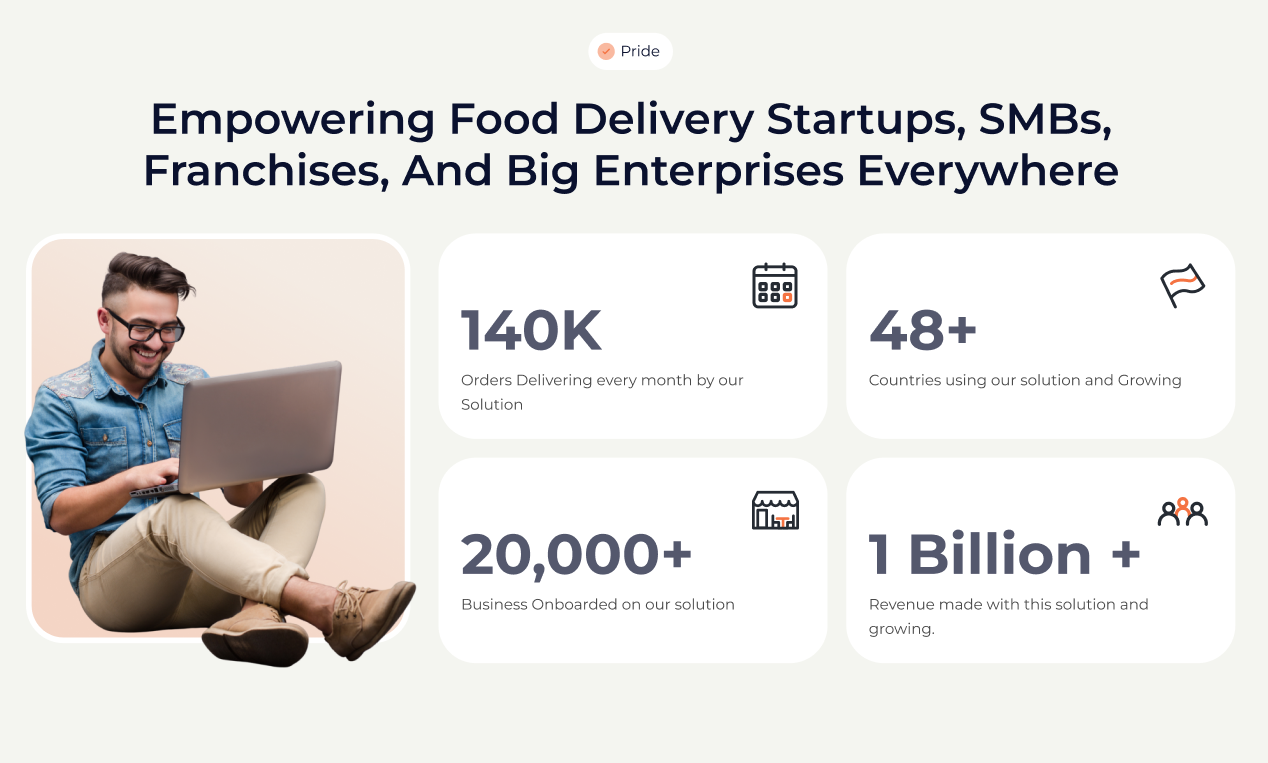 Pride
Empowering Food Delivery Startups, SMBs,
Franchises, And Big Enterprises Everywhere
140K
Orders Delivering every month by our
Solution
48+
Countries using our solution and Growing
20,000+
Business Onboarded on our solution
1 Billion +
Revenue made with this solution and
growing.